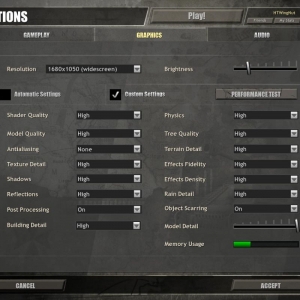 TIONS
Play!
GAMEPLAY
GRAPHICS
AUDIO
Resolution 1680x1050 (widescreen)
Brightness
Automatic Settings
Custom Settings
PERFORMANCE TEST
Shader Quality High
Physics High
Model Quality High
Tree Quality High
Antialiasing None
Terrain Detail High
Texture Detail High
Effects Fidelity High
Shadows High
Effects Density High
Reflections High
Rain Detail High
Post Processing On
Object Scarring On
Building Detail High
Model Detail
Memory Usage
CANCEL
ACCEPT